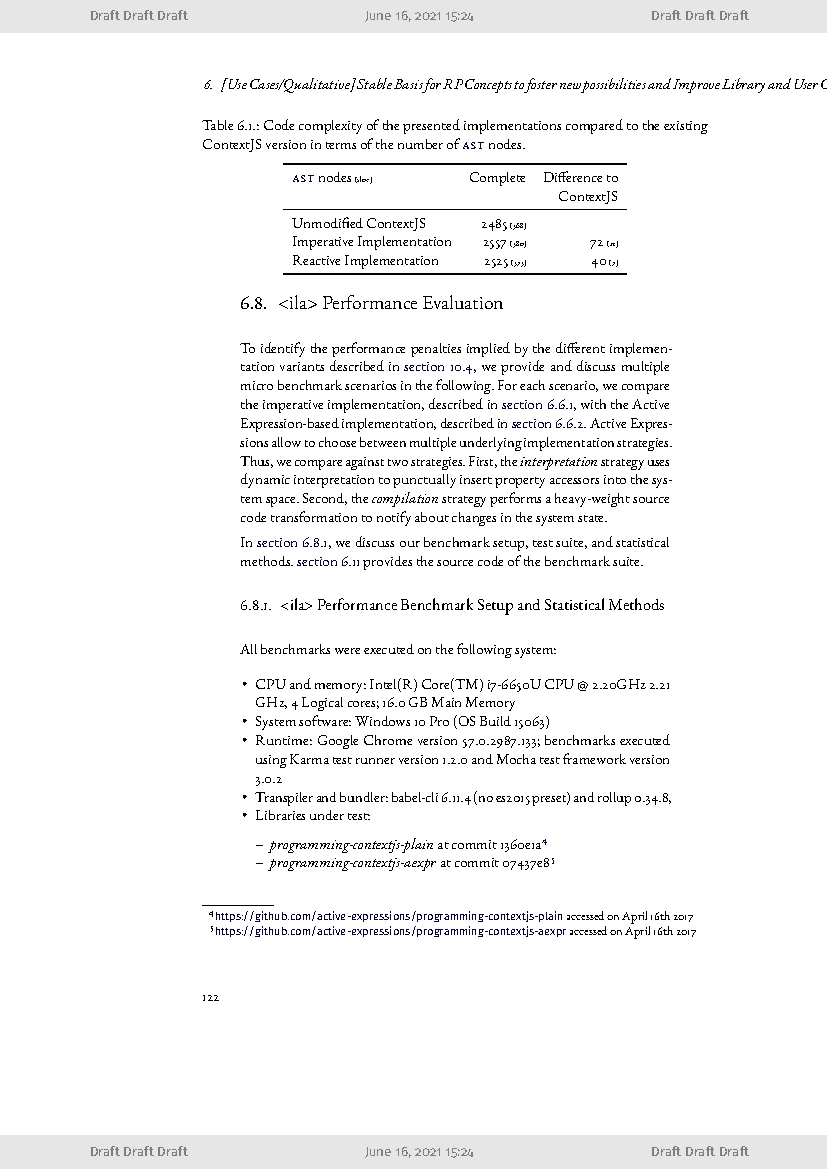 Draft Draft Draft June 16, 2021 15:24 Draft Draft Draft
6. [Use Cases/Qualitative] Stable Basis for RP Concepts to foster new possibilities and Improve Library and User
Table 6.1.: Code complexity of the presented implementations compared to the existing
ContextJS version in terms of the number of AST nodes.
AST nodes [sloc] Complete Difference to
ContextJS
Unmodified ContextJS 2485 [568]
Imperative Implementation 2557 [580] 72 [12]
Reactive Implementation 2525 [575] 40 [7]
6.8. <ila> Performance Evaluation
To identify the performance penalties implied by the different implemen-
tation variants described in section 10.4, we provide and discuss multiple
micro benchmark scenarios in the following. For each scenario, we compare
the imperative implementation, described in section 6.6.1, with the Active
Expression-based implementation, described in section 6.6.2. Active Expres-
sions allow to choose between multiple underlying implementation strategies.
Thus, we compare against two strategies. First, the interpretation strategy uses
dynamic interpretation to punctually insert property accessors into the sys-
tem space. Second, the compilation strategy performs a heavy-weight source
code transformation to notify about changes in the system state.
In section 6.8.1, we discuss our benchmark setup, test suite, and statistical
methods. section 6.11 provides the source code of the benchmark suite.
6.8.1. <ila> Performance Benchmark Setup and Statistical Methods
All benchmarks were executed on the following system:
• CPU and memory: Intel(R) Core(TM) i7-6650U CPU @ 2.20GHz 2.21
GHz, 4 Logical cores; 16.0 GB Main Memory
• System software: Windows 10 Pro (OS Build 15063)
• Runtime: Google Chrome version 57.0.2987.133; benchmarks executed
using Karma test runner version 1.2.0 and Mocha test framework version
3.0.2
• Transpiler and bundler: babel-cli 6.11.4 (no es2015 preset) and rollup 0.34.8,
• Libraries under test:
– programming-contextjs-plain at commit 1360e1a⁴
– programming-contextjs-aexpr at commit 07437e8⁵
⁴https://github.com/active-expressions/programming-contextjs-plain accessed on April 16th 2017
⁵https://github.com/active-expressions/programming-contextjs-aexpr accessed on April 16th 2017
122
Draft Draft Draft June 16, 2021 15:24 Draft Draft Draft